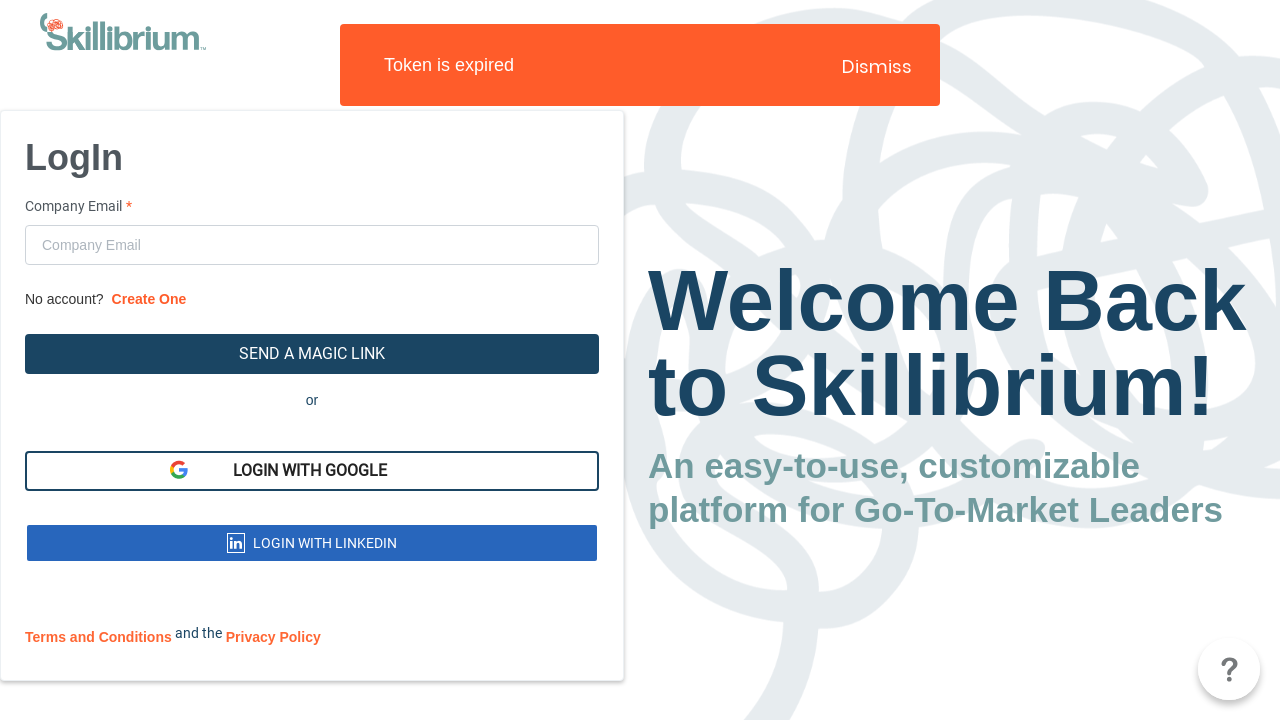 Skillibrium™
Token is expired
Dismiss
LogIn
Company Email *
Company Email
No account? Create One
SEND A MAGIC LINK
or
LOGIN WITH GOOGLE
in LOGIN WITH LINKEDIN
Terms and Conditions and the Privacy Policy
Welcome Back
to Skillibrium!
An easy-to-use, customizable
platform for Go-To-Market Leaders
?